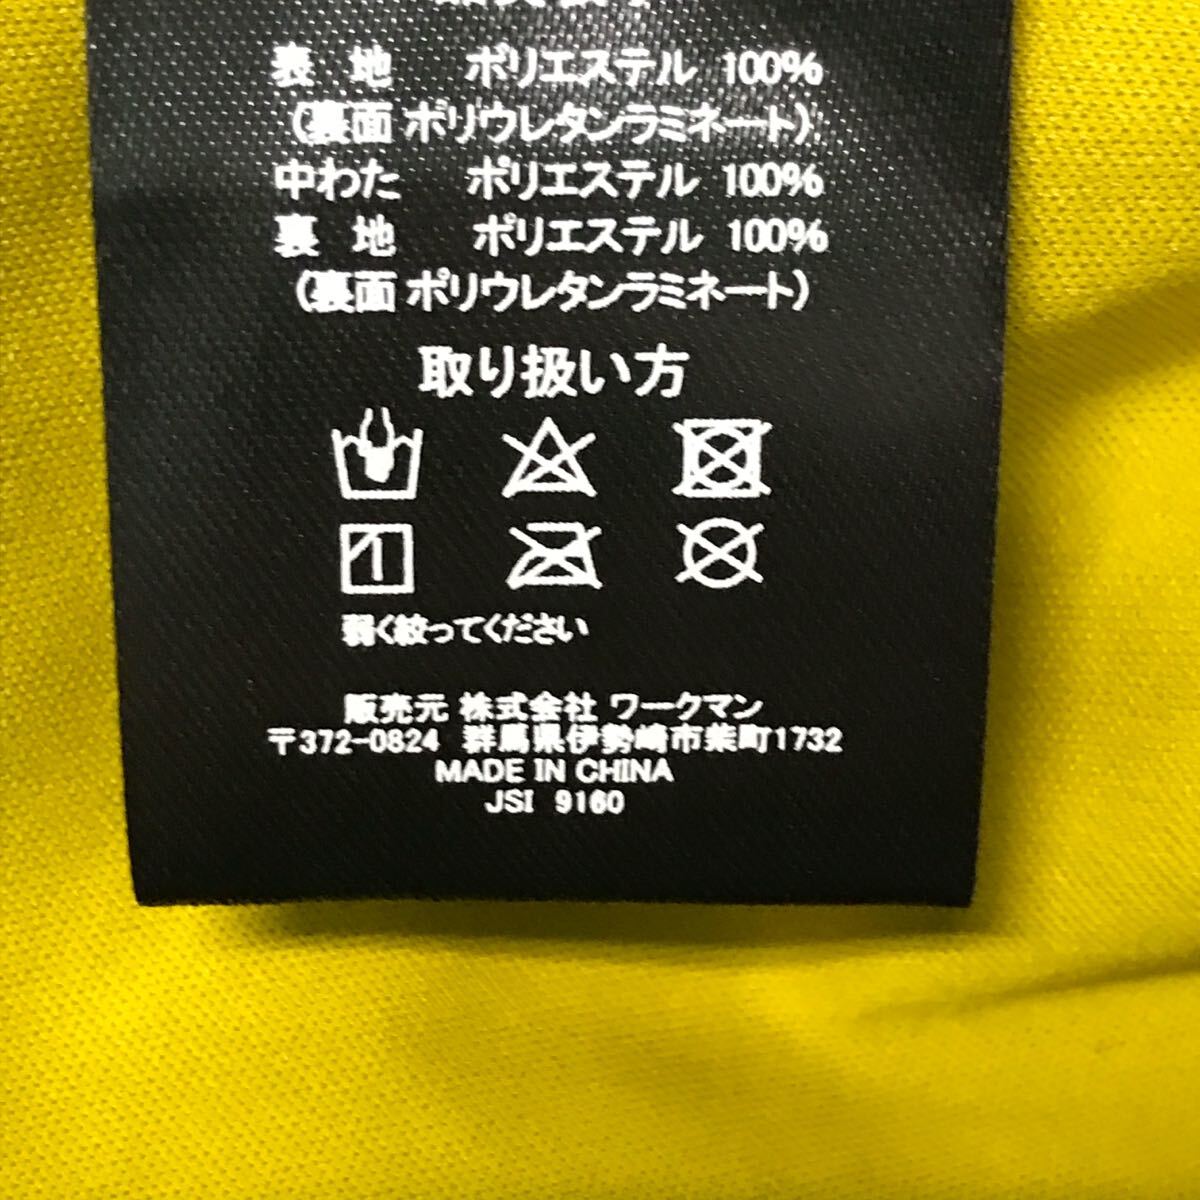 表 地 ポリエステル 100%
(裏面 ポリウレタンラミネート)
中わた ポリエステル 100%
裏 地 ポリエステル 100%
(裏面 ポリウレタンラミネート)
取り扱い方
弱く絞ってください
販売元 株式会社 ワークマン
〒372-0824 群馬県伊勢崎市柴町1732
MADE IN CHINA
JSI 9160